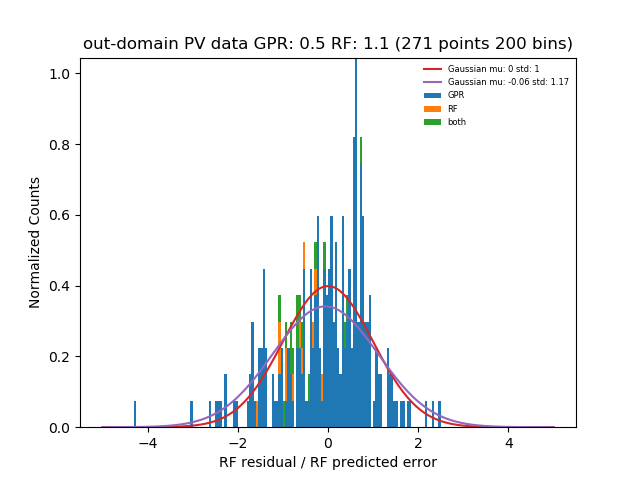 out-domain PV data GPR: 0.5 RF: 1.1 (271 points 200 bins)
Gaussian mu: 0 std: 1
Gaussian mu: -0.06 std: 1.17
GPR
RF
both
Normalized Counts
1.0
0.8
0.6
0.4
0.2
0.0
−4 −2 0 2 4
RF residual / RF predicted error